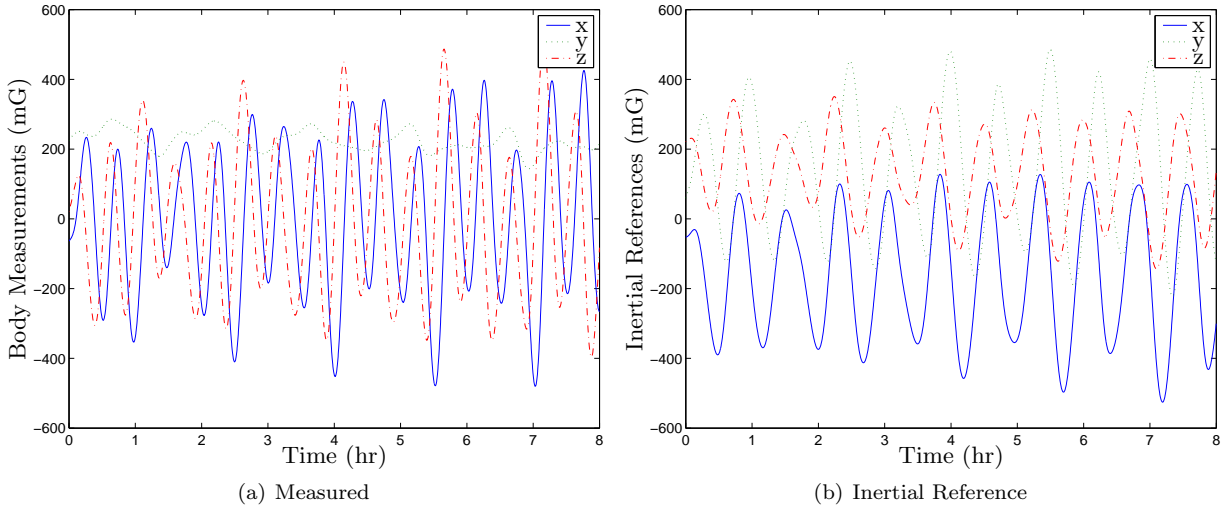 600
400
200
0
−200
−400
−600
Body Measurements (mG)
x
y
z
0 1 2 3 4 5 6 7 8
Time (hr)
(a) Measured
600
400
200
0
−200
−400
−600
Inertial References (mG)
x
y
z
0 1 2 3 4 5 6 7 8
Time (hr)
(b) Inertial Reference